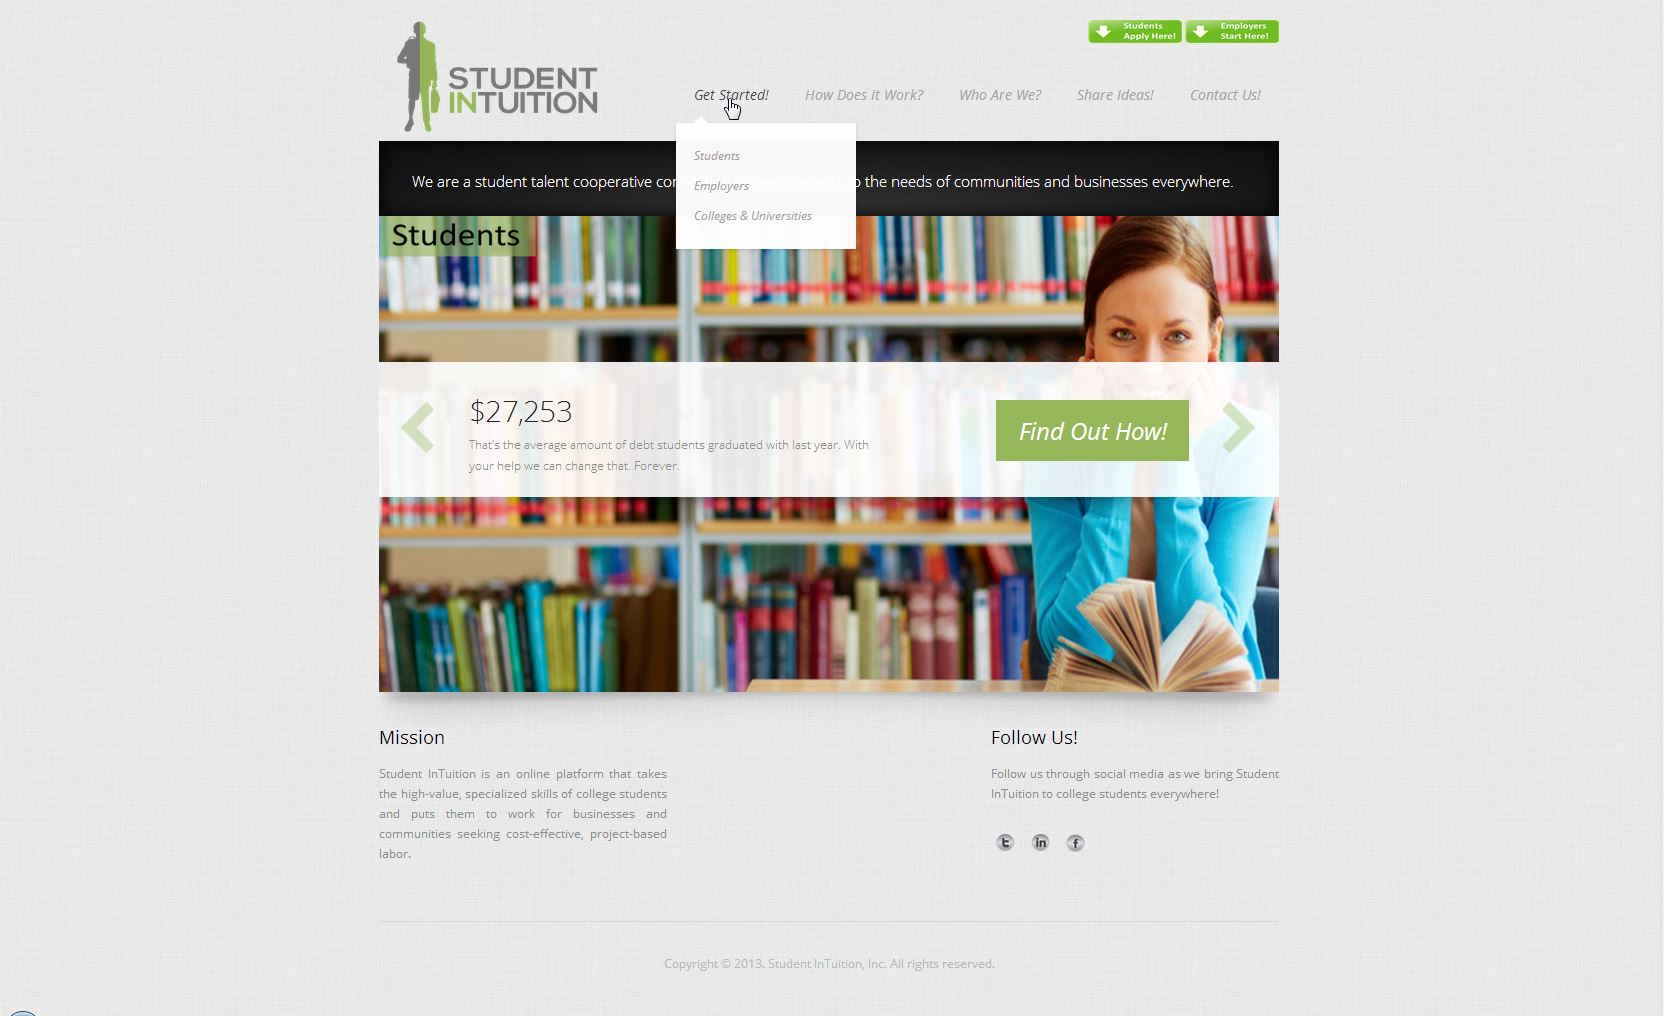 Students
Apply Here!
Employers
Start Here!
STUDENT
INTUITION
Get Started!
How Does It Work?
Who Are We?
Share Ideas!
Contact Us!
Students
Employers
Colleges & Universities
We are a student talent cooperative connecting college students to the needs of communities and businesses everywhere.
Students
$27,253
That's the average amount of debt students graduated with last year. With
your help we can change that. Forever.
Find Out How!
Mission
Student InTuition is an online platform that takes
the high-value, specialized skills of college students
and puts them to work for businesses and
communities seeking cost-effective, project-based
labor.
Follow Us!
Follow us through social media as we bring Student
InTuition to college students everywhere!
t
in
f
Copyright © 2013. Student InTuition, Inc. All rights reserved.